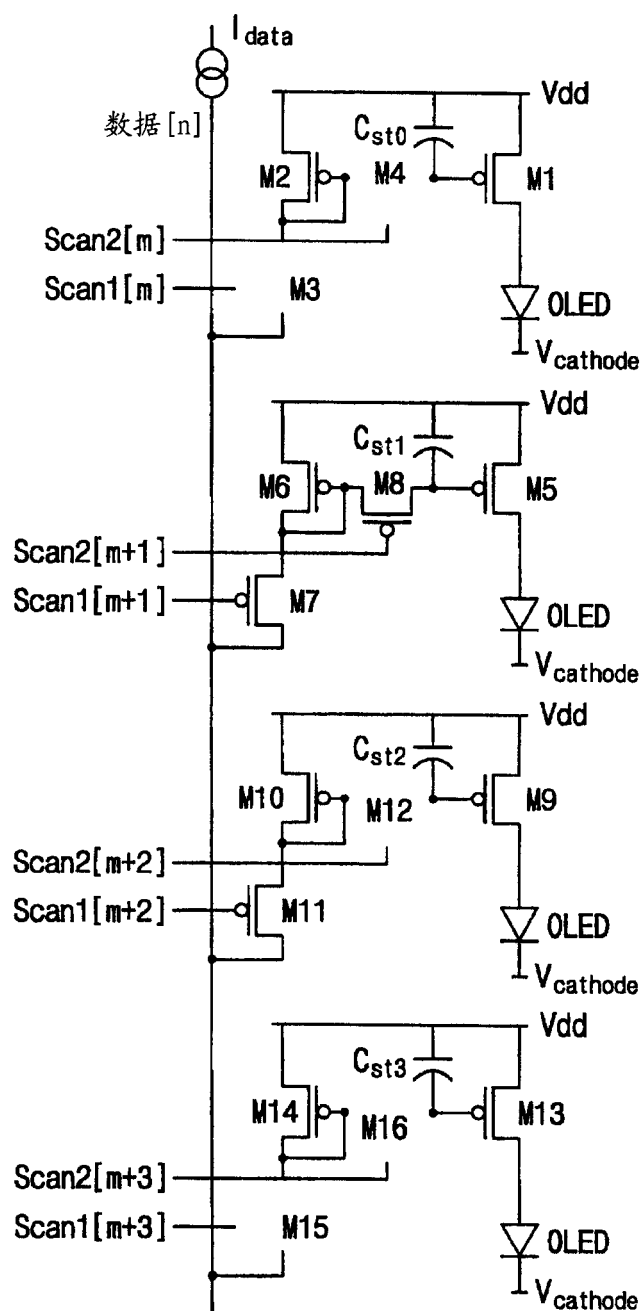 I_data
数据[n]
Vdd
C_st0
M2
M4
M1
Scan2[m]
Scan1[m]
M3
OLED
V_cathode
Vdd
C_st1
M6
M8
M5
Scan2[m+1]
Scan1[m+1]
M7
OLED
V_cathode
Vdd
C_st2
M10
M12
M9
Scan2[m+2]
Scan1[m+2]
M11
OLED
V_cathode
Vdd
C_st3
M14
M16
M13
Scan2[m+3]
Scan1[m+3]
M15
OLED
V_cathode